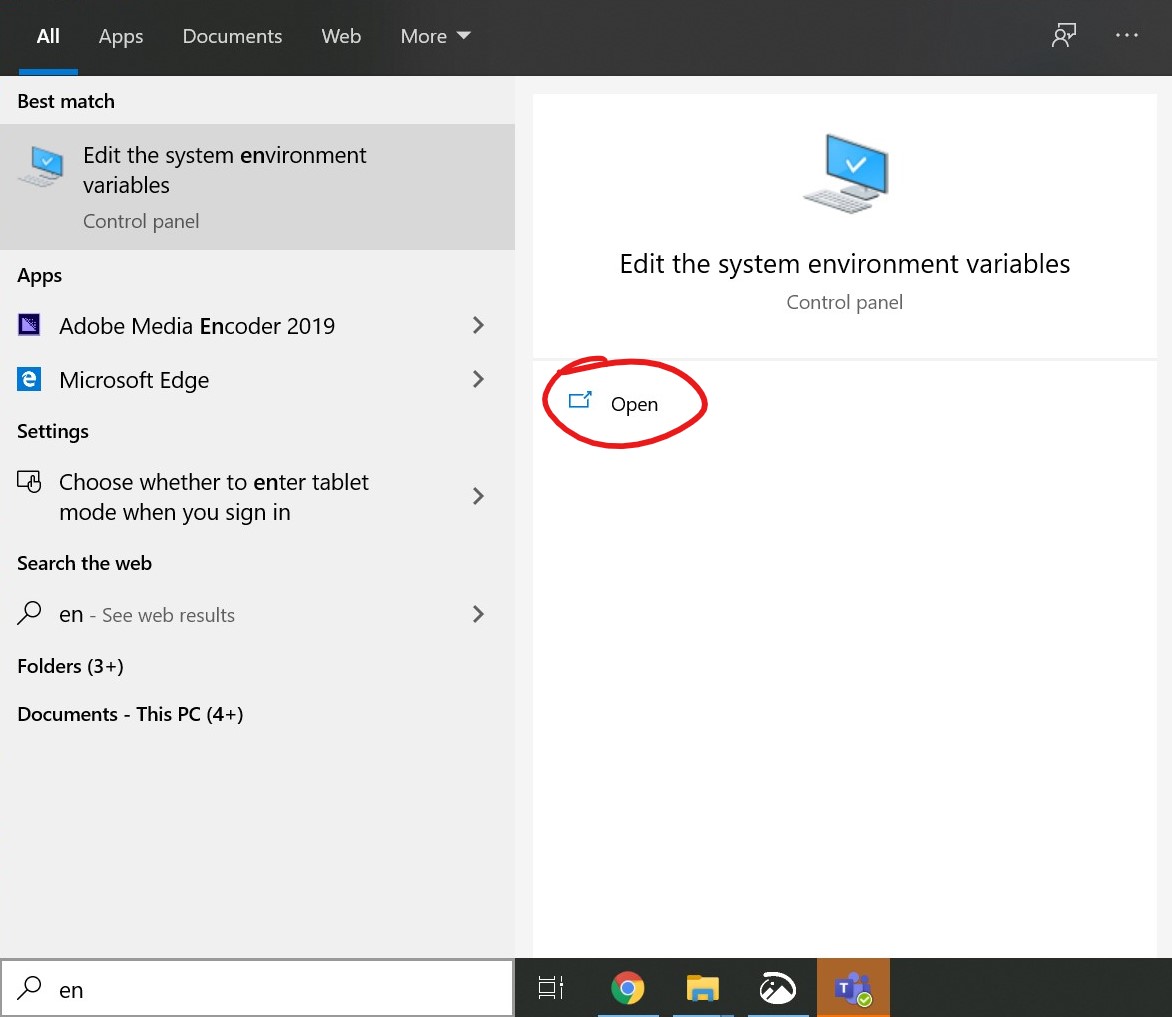 All Apps Documents Web More
Best match
Edit the system environment
variables
Control panel
Apps
Adobe Media Encoder 2019
Microsoft Edge
Settings
Choose whether to enter tablet
mode when you sign in
Search the web
en - See web results
Folders (3+)
Documents - This PC (4+)
Edit the system environment variables
Control panel
Open
en
T